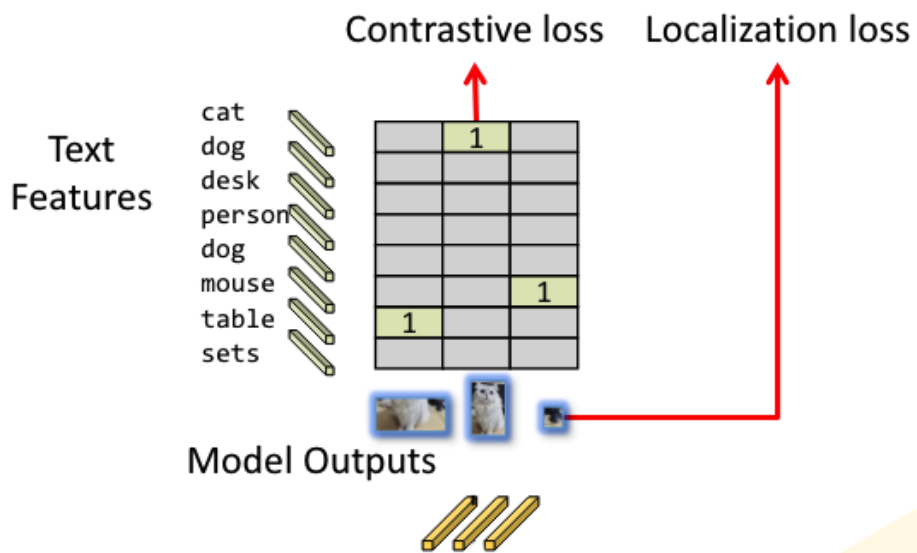 Contrastive loss Localization loss
Text
Features
cat
dog
desk
person
dog
mouse
table
sets
1
1
1
Model Outputs